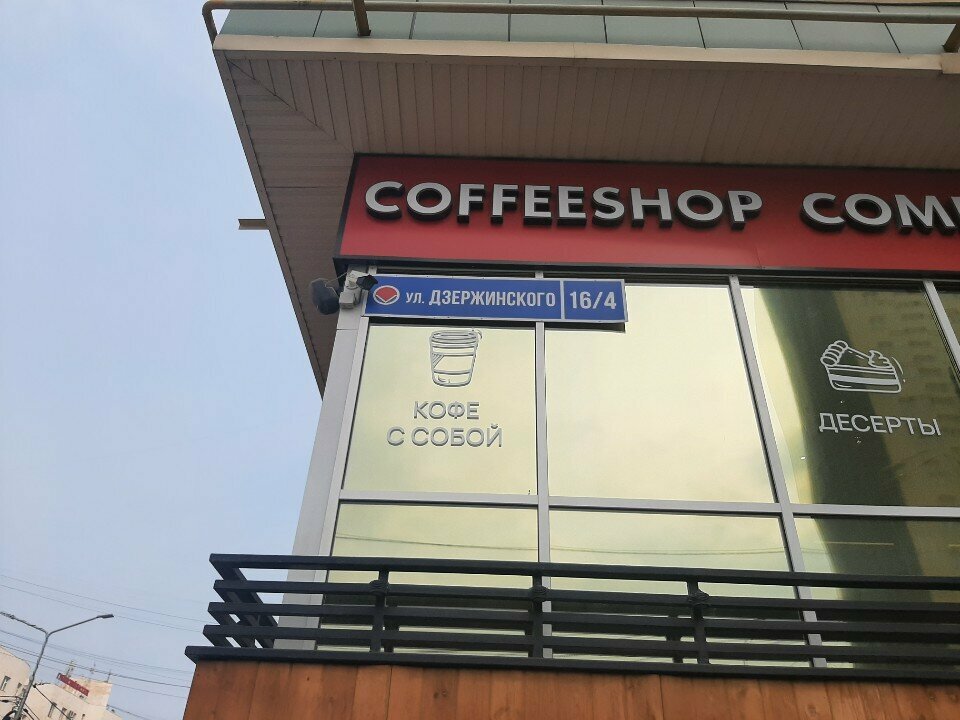 COFFEESHOP
ул. ДЗЕРЖИНСКОГО 16/4
КОФЕ
С СОБОЙ
ДЕСЕРТЫ